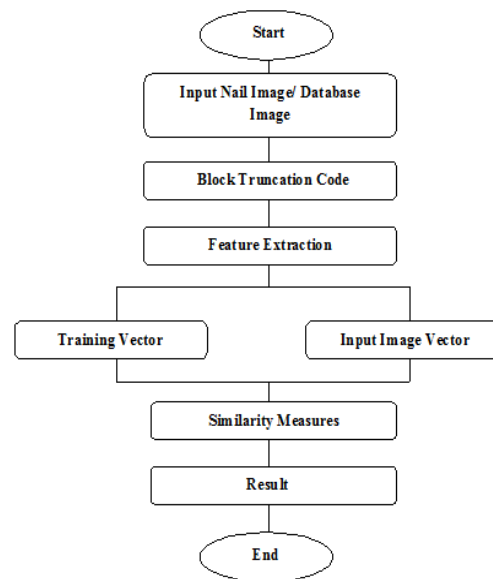 Start
Input Nail Image/ Database
Image
Block Truncation Code
Feature Extraction
Training Vector
Input Image Vector
Similarity Measures
Result
End